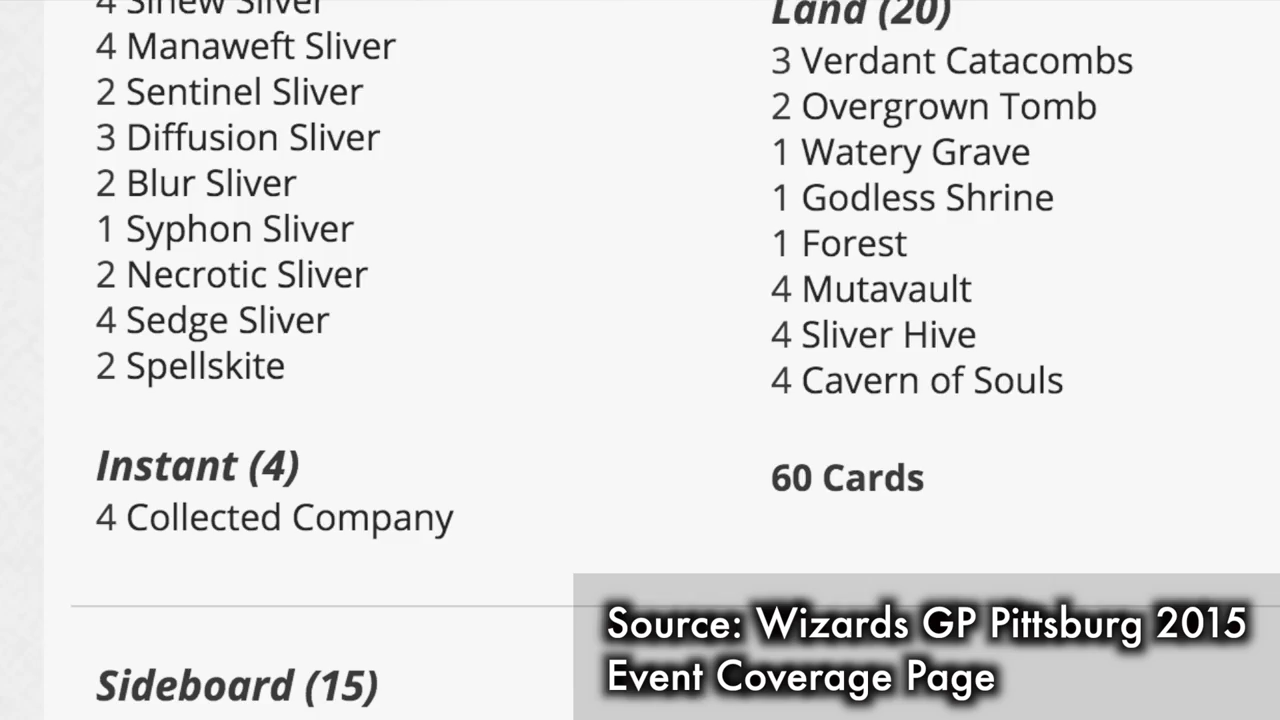 4 Sinew Sliver
4 Manaweft Sliver
2 Sentinel Sliver
3 Diffusion Sliver
2 Blur Sliver
1 Syphon Sliver
2 Necrotic Sliver
4 Sedge Sliver
2 Spellskite
Instant (4)
4 Collected Company
Land (20)
3 Verdant Catacombs
2 Overgrown Tomb
1 Watery Grave
1 Godless Shrine
1 Forest
4 Mutavault
4 Sliver Hive
4 Cavern of Souls
60 Cards
Sideboard (15)
Source: Wizards GP Pittsburg 2015
Event Coverage Page